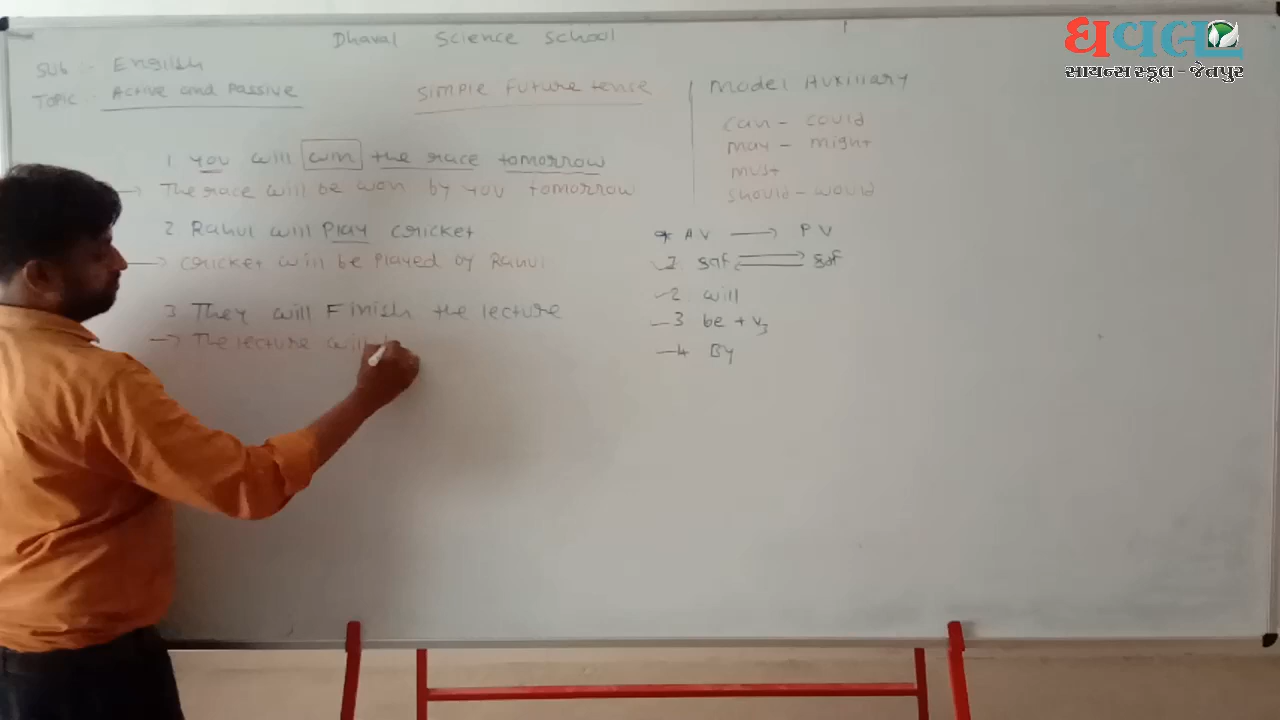 Dhaval Science School
ધવલ
સાયન્સ સ્કૂલ - જેતપુર
Sub :- English
Topic :- Active and Passive
Simple Future tense
Model Auxiliary
can - could
may - might
must
should - would
1 You will win the race tomorrow
→ The race will be won by you tomorrow
2 Rahul will Play cricket
→ cricket will be Played by Rahul
3 They will Finish the lecture
→ The lecture will b
* AV → PV
2. will
3 be + V3
4 By